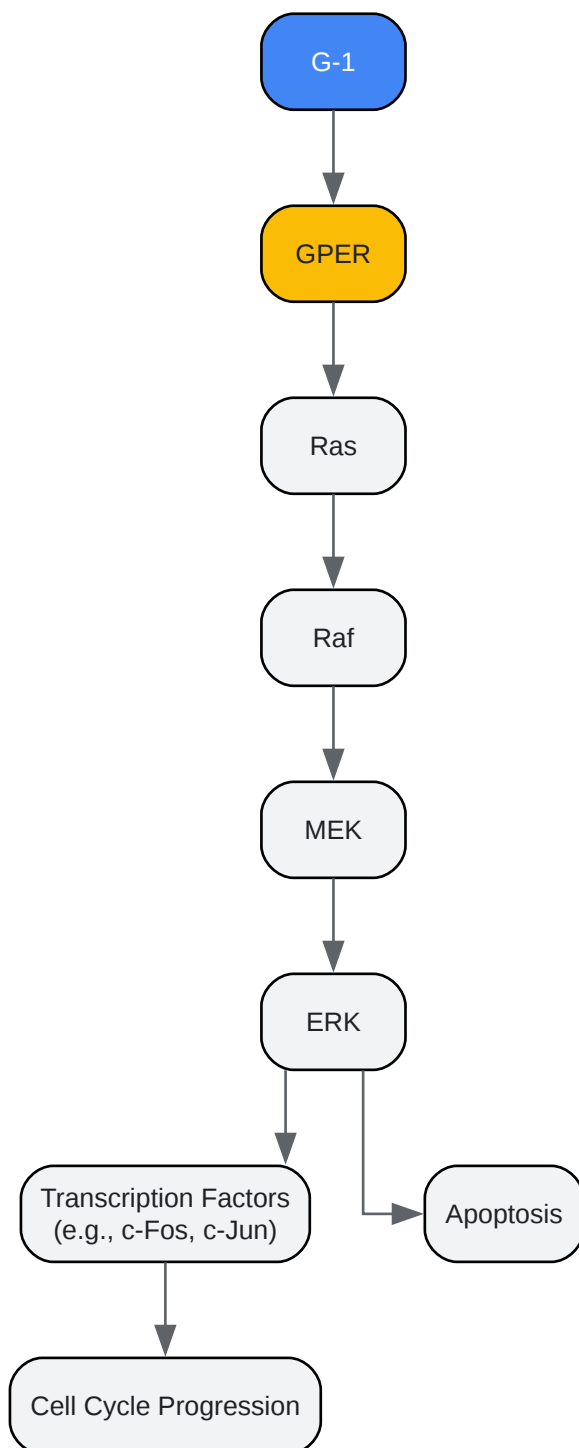 G-1
GPER
Ras
Raf
MEK
ERK
Transcription Factors
(e.g., c-Fos, c-Jun)
Apoptosis
Cell Cycle Progression